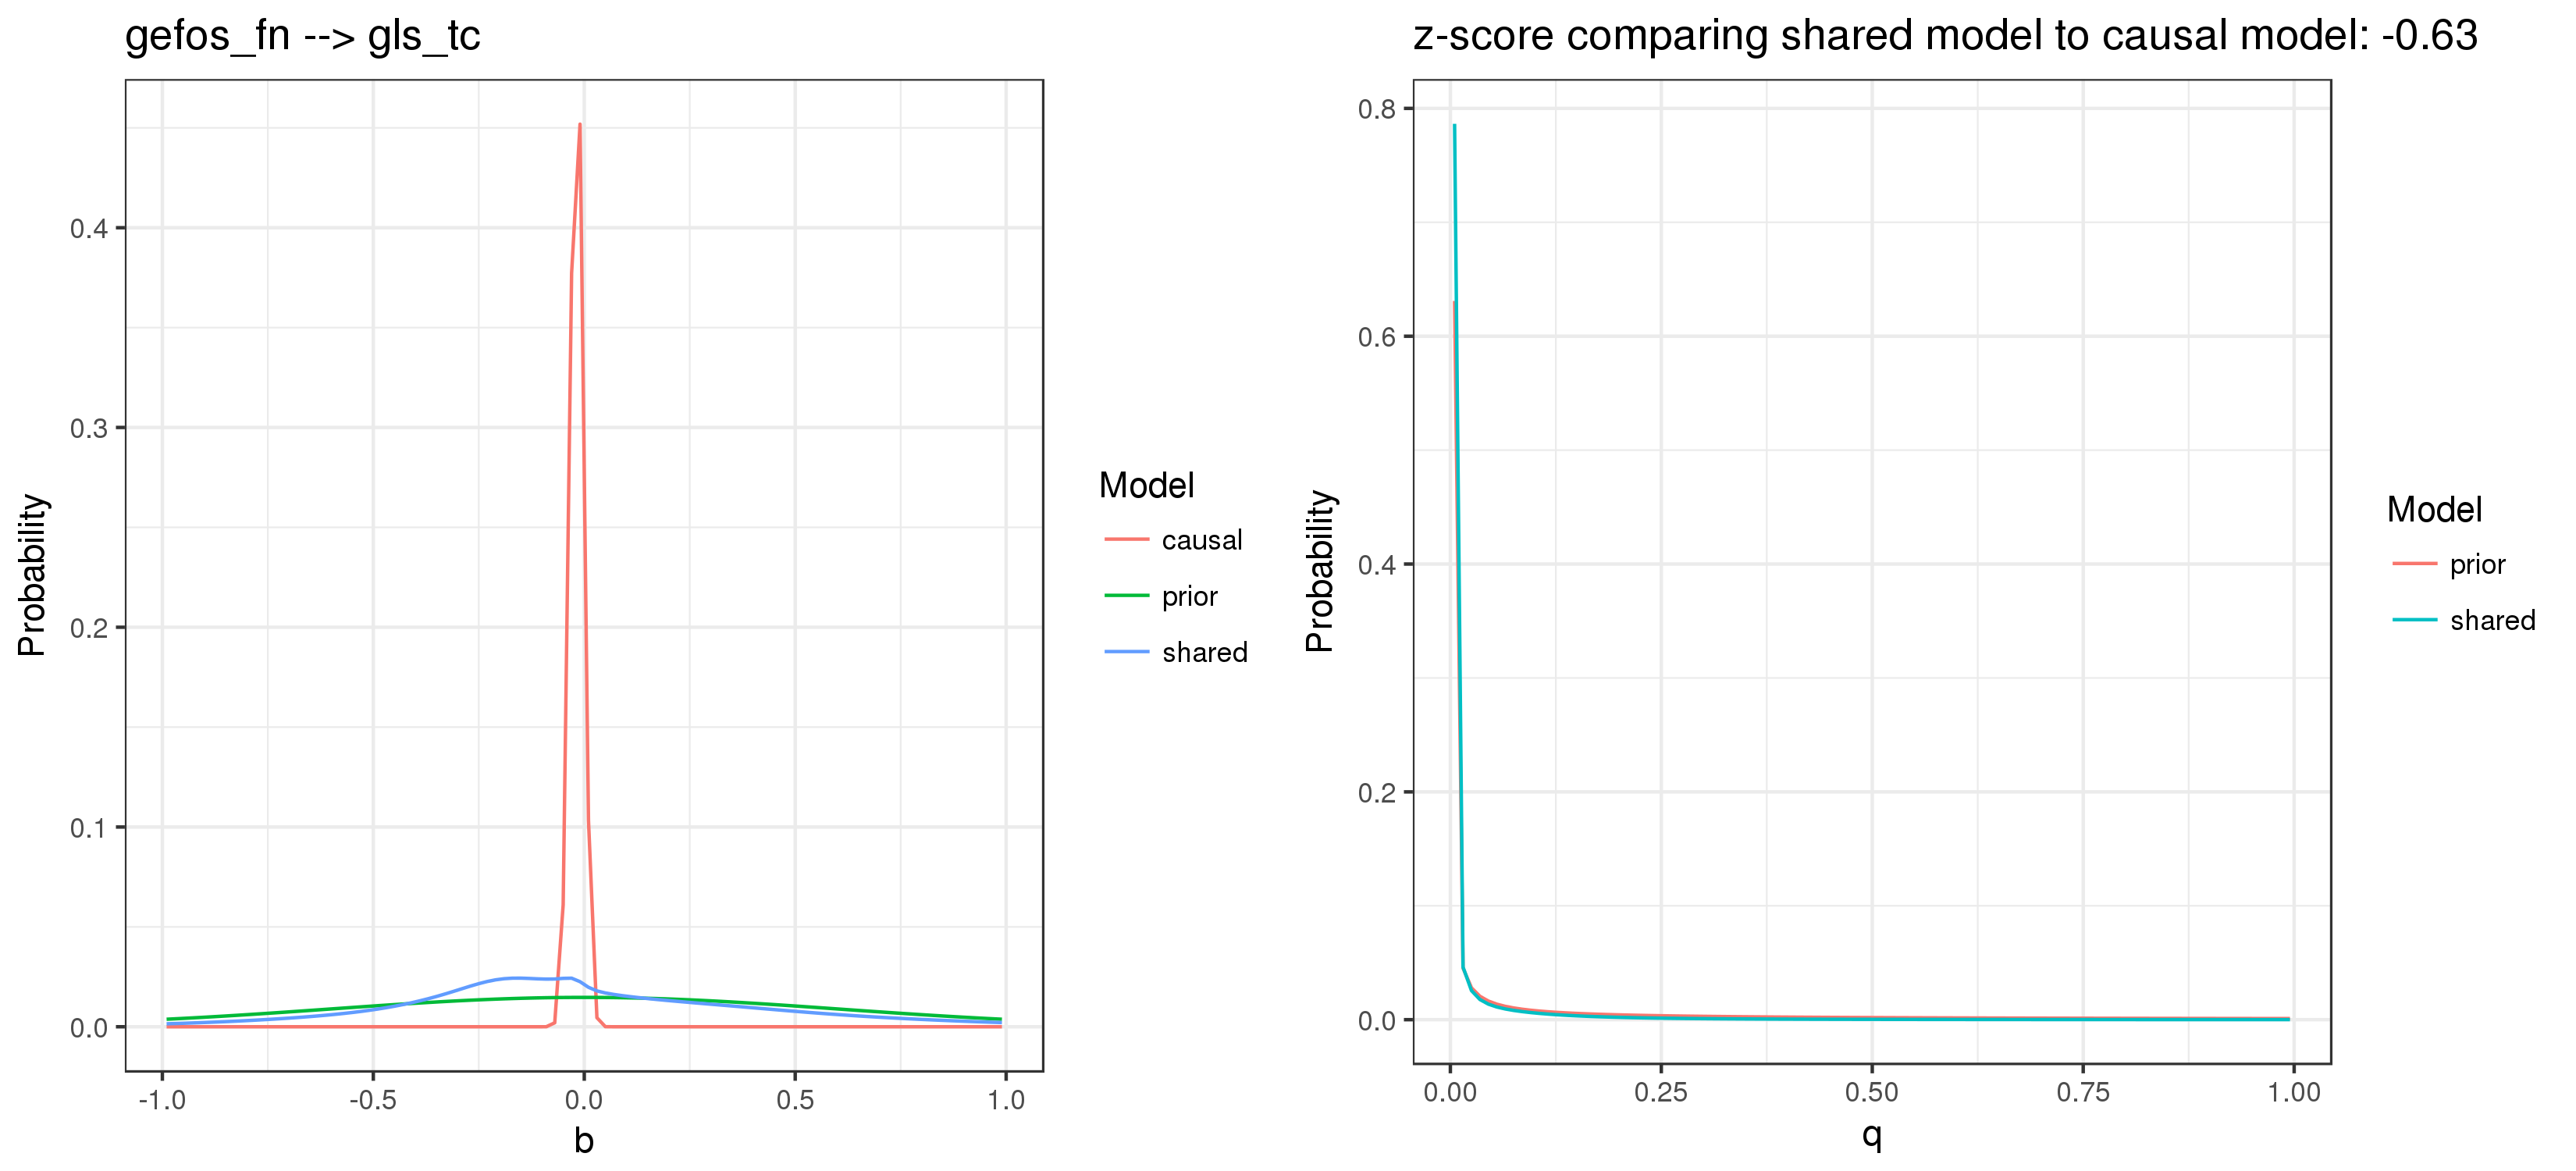 gefos_fn --> gls_tc
Probability
0.4
0.3
0.2
0.1
0.0
-1.0
-0.5
0.0
0.5
1.0
b
Model
causal
prior
shared
z-score comparing shared model to causal model: -0.63
Probability
0.8
0.6
0.4
0.2
0.0
0.00
0.25
0.50
0.75
1.00
q
Model
prior
shared